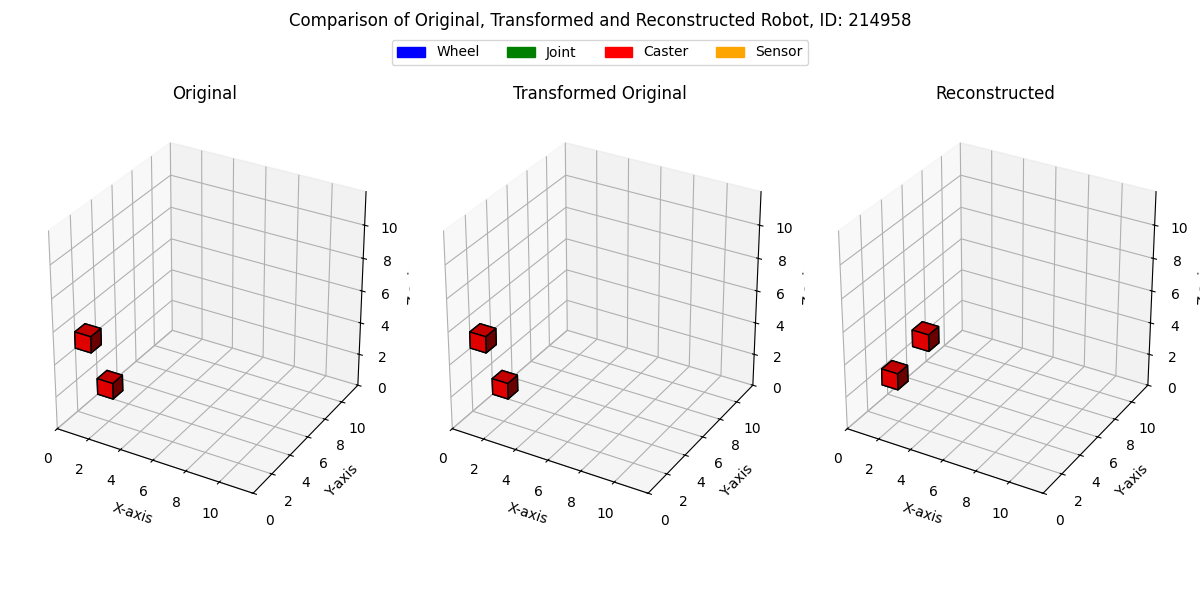 Comparison of Original, Transformed and Reconstructed Robot, ID: 214958
Wheel Joint Caster Sensor
Original Transformed Original Reconstructed
10 10 10
8 8 8
6 6 6
4 4 4
2 2 2
0 0 0
10 10 10
8 8 8
6 6 6
4 4 4
2 2 2
0 0 0
0 2 4 6 8 10 0 2 4 6 8 10 0 2 4 6 8 10
X-axis Y-axis X-axis Y-axis X-axis Y-axis